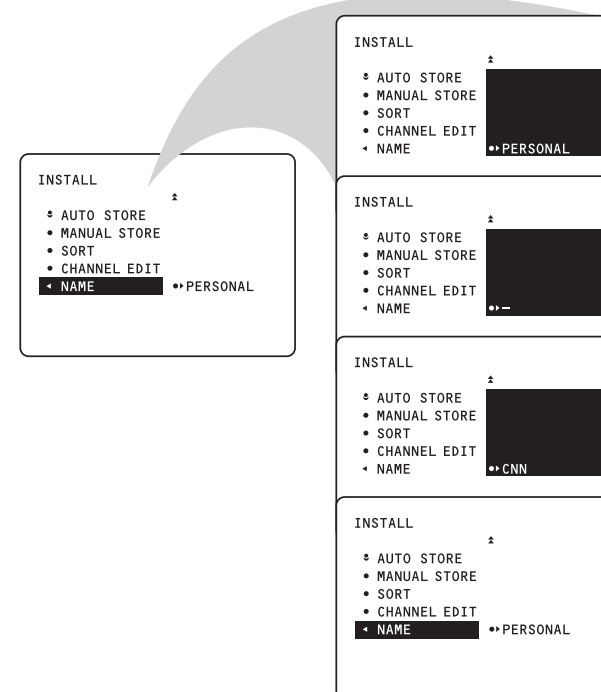 INSTALL
AUTO STORE
MANUAL STORE
SORT
CHANNEL EDIT
NAME PERSONAL
INSTALL
AUTO STORE
MANUAL STORE
SORT
CHANNEL EDIT
NAME PERSONAL
INSTALL
AUTO STORE
MANUAL STORE
SORT
CHANNEL EDIT
NAME –
INSTALL
AUTO STORE
MANUAL STORE
SORT
CHANNEL EDIT
NAME CNN
INSTALL
AUTO STORE
MANUAL STORE
SORT
CHANNEL EDIT
NAME PERSONAL